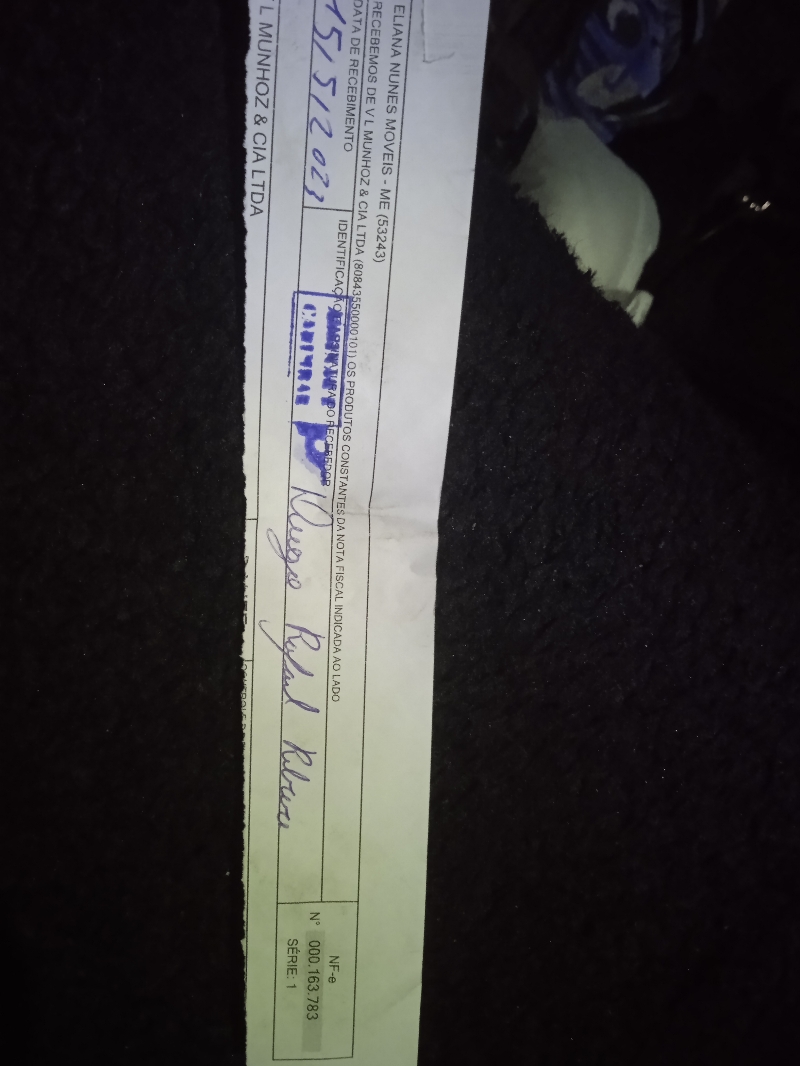 ELIANA NUNES MOVEIS - ME (53243)
RECEBEMOS DE V L MUNHOZ & CIA LTDA (80843550000101) OS PRODUTOS CONSTANTES DA NOTA FISCAL INDICADA AO LADO
DATA DE RECEBIMENTO
15/5/2023
IDENTIFICAÇÃO E ASSINATURA DO RECEBEDOR
Rafael Ribeiro
NF-e
N° 000.163.783
SÉRIE: 1
V L MUNHOZ & CIA LTDA